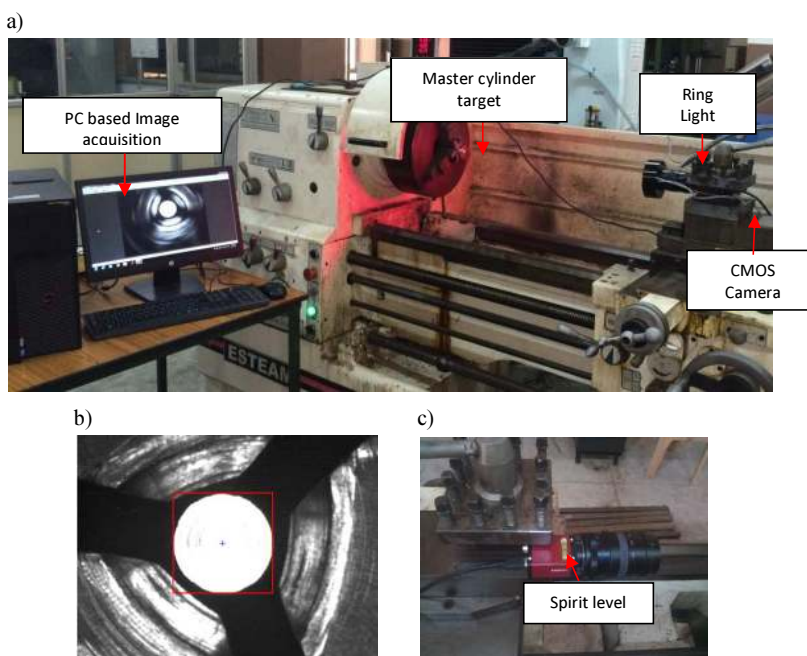 a)
Master cylinder
target
Ring
Light
PC based Image
acquisition
CMOS
Camera
ESTEAM
b)
c)
Spirit level